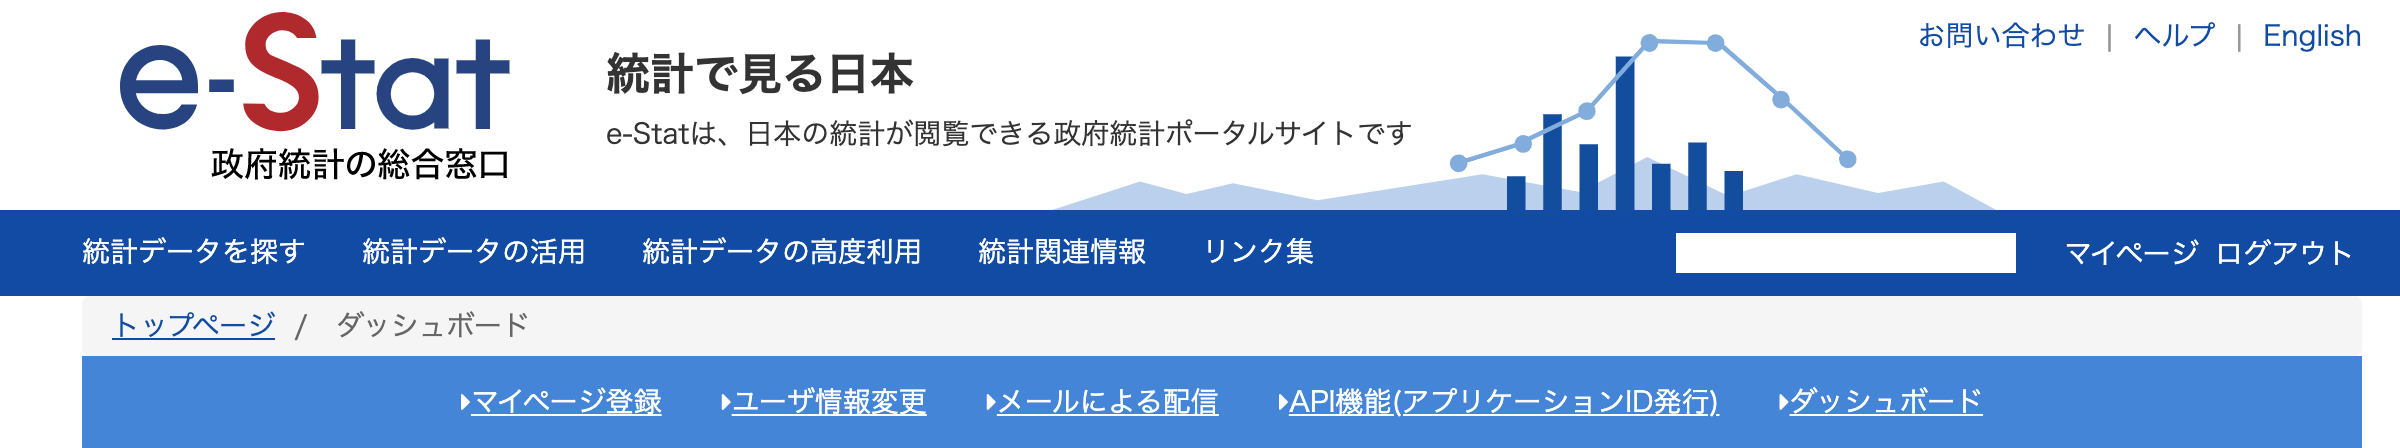 お問い合わせ | ヘルプ | English
e-Stat
政府統計の総合窓口
統計で見る日本
e-Statは、日本の統計が閲覧できる政府統計ポータルサイトです
統計データを探す 統計データの活用 統計データの高度利用 統計関連情報 リンク集 マイページ ログアウト
トップページ / ダッシュボード
マイページ登録 ユーザ情報変更 メールによる配信 API機能(アプリケーションID発行) ダッシュボード